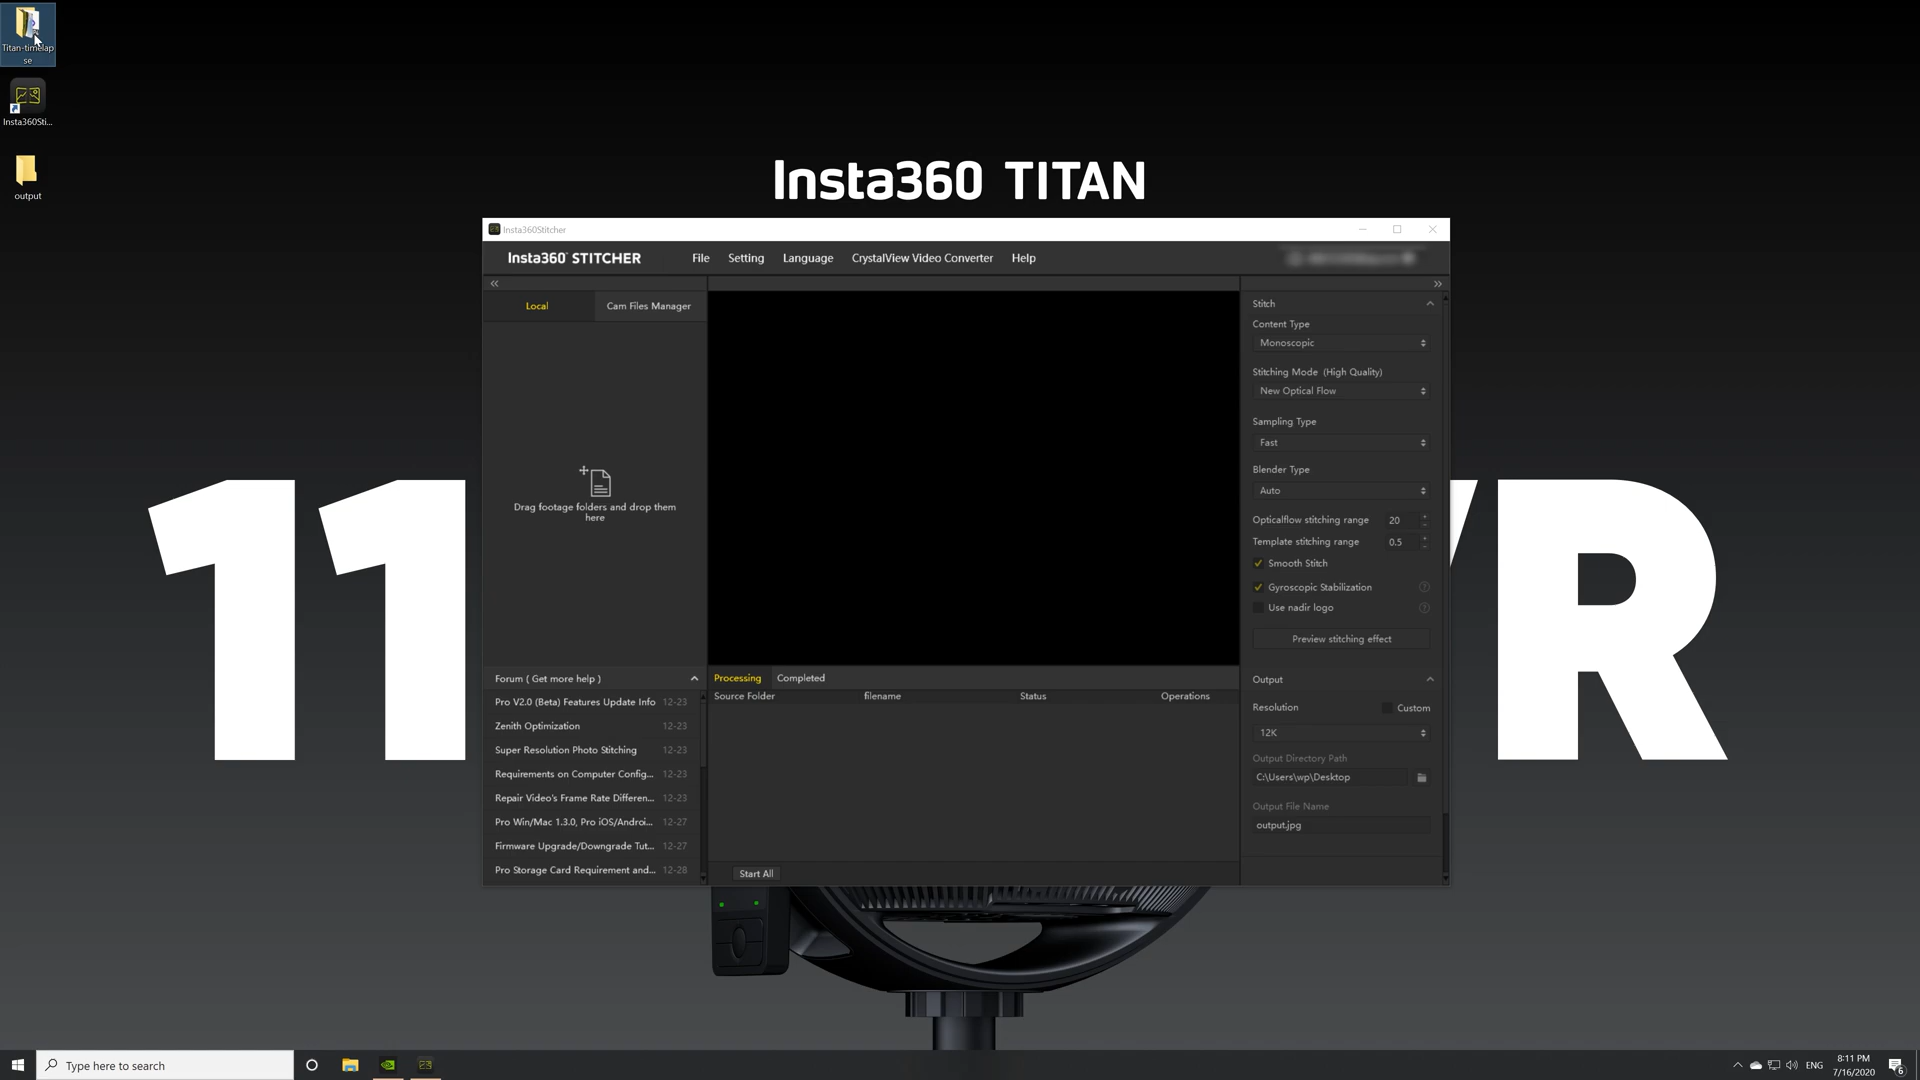 Titan-timelap
se
Insta360Sti...
output
Insta360 TITAN
11
VR
Insta360Stitcher
Insta360 STITCHER
File
Setting
Language
CrystalView Video Converter
Help
Local
Cam Files Manager
Drag footage folders and drop them
here
Forum ( Get more help )
Pro V2.0 (Beta) Features Update Info 12-23
Zenith Optimization 12-23
Super Resolution Photo Stitching 12-23
Requirements on Computer Config... 12-23
Repair Video's Frame Rate Differen... 12-23
Pro Win/Mac 1.3.0, Pro iOS/Androi... 12-27
Firmware Upgrade/Downgrade Tut... 12-27
Pro Storage Card Requirement and... 12-28
Processing Completed
Source Folder filename Status Operations
Start All
Stitch
Content Type
Monoscopic
Stitching Mode (High Quality)
New Optical Flow
Sampling Type
Fast
Blender Type
Auto
Opticalflow stitching range 20
Template stitching range 0.5
Smooth Stitch
Gyroscopic Stabilization ?
Use nadir logo ?
Preview stitching effect
Output
Resolution Custom
12K
Output Directory Path
C:\Users\wp\Desktop
Output File Name
output.jpg
Type here to search
ENG
8:11 PM
7/16/2020
6